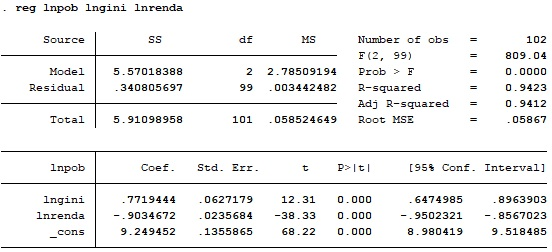 . reg lnpob lngini lnrenda
Source SS df MS Number of obs = 102
F(2, 99) = 809.04
Model 5.57018388 2 2.78509194 Prob > F = 0.0000
Residual .340805697 99 .003442482 R-squared = 0.9423
Adj R-squared = 0.9412
Total 5.91098958 101 .058524649 Root MSE = .05867
lnpob Coef. Std. Err. t P>|t| [95% Conf. Interval]
lngini .7719444 .0627179 12.31 0.000 .6474985 .8963903
lnrenda -.9034672 .0235684 -38.33 0.000 -.9502321 -.8567023
_cons 9.249452 .1355865 68.22 0.000 8.980419 9.518485